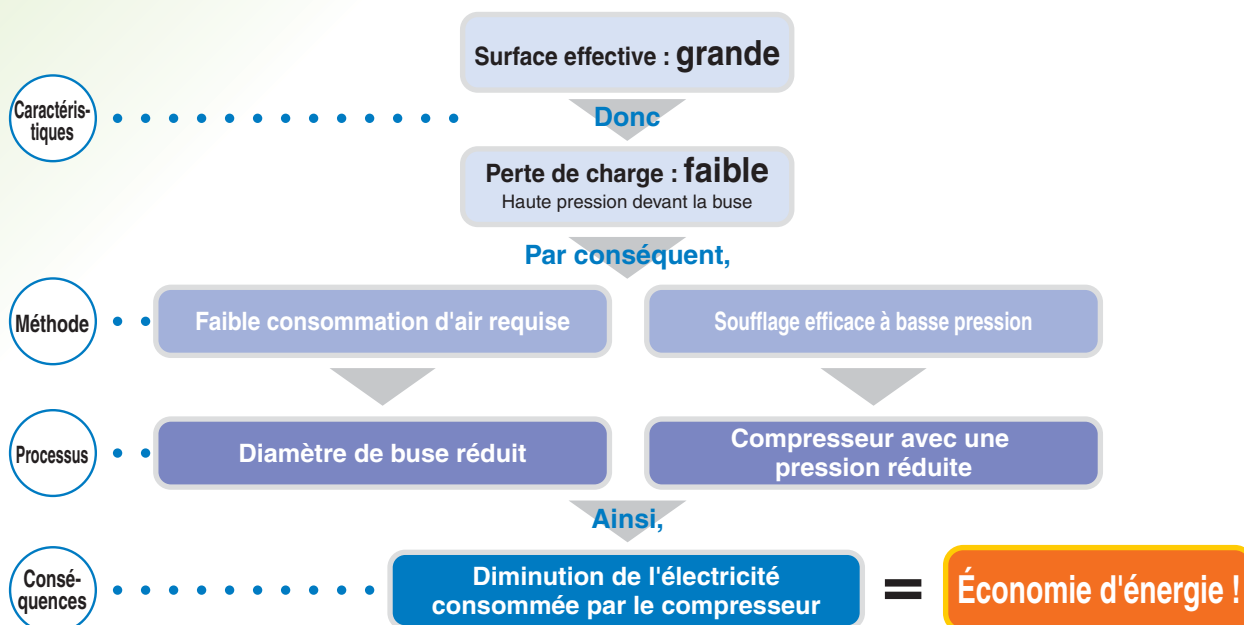 Surface effective : grande
Caractéris-
tiques
Donc
Perte de charge : faible
Haute pression devant la buse
Par conséquent,
Méthode
Faible consommation d'air requise
Soufflage efficace à basse pression
Processus
Diamètre de buse réduit
Compresseur avec une
pression réduite
Ainsi,
Consé-
quences
Diminution de l'électricité
consommée par le compresseur
=
Économie d'énergie !